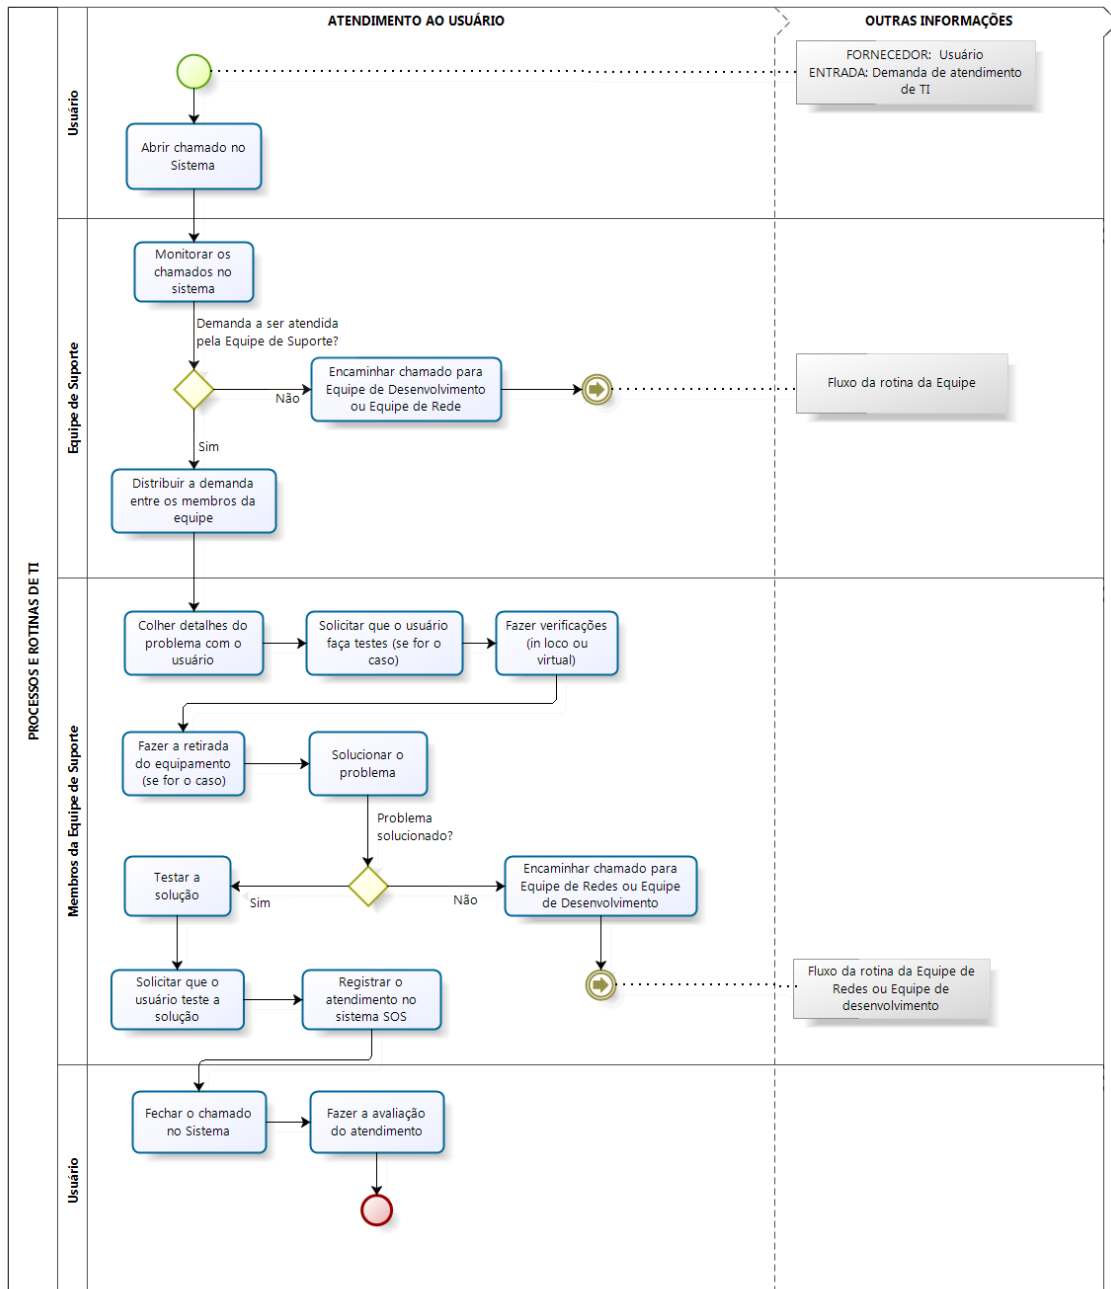 ATENDIMENTO AO USUÁRIO
OUTRAS INFORMAÇÕES
PROCESSOS E ROTINAS DE TI
Usuário
FORNECEDOR: Usuário
ENTRADA: Demanda de atendimento
de TI
Abrir chamado no
Sistema
Equipe de Suporte
Monitorar os
chamados no
sistema
Demanda a ser atendida
pela Equipe de Suporte?
Não
Encaminhar chamado para
Equipe de Desenvolvimento
ou Equipe de Rede
Fluxo da rotina da Equipe
Sim
Distribuir a demanda
entre os membros da
equipe
Membros da Equipe de Suporte
Colher detalhes do
problema com o
usuário
Solicitar que o usuário
faça testes (se for o
caso)
Fazer verificações
(in loco ou
virtual)
Fazer a retirada
do equipamento
(se for o caso)
Solucionar o
problema
Problema
solucionado?
Testar a
solução
Sim
Não
Encaminhar chamado para
Equipe de Redes ou Equipe
de Desenvolvimento
Solicitar que o
usuário teste a
solução
Registrar o
atendimento no
sistema SOS
Fluxo da rotina da Equipe de
Redes ou Equipe de
desenvolvimento
Usuário
Fechar o chamado
no Sistema
Fazer a avaliação
do atendimento